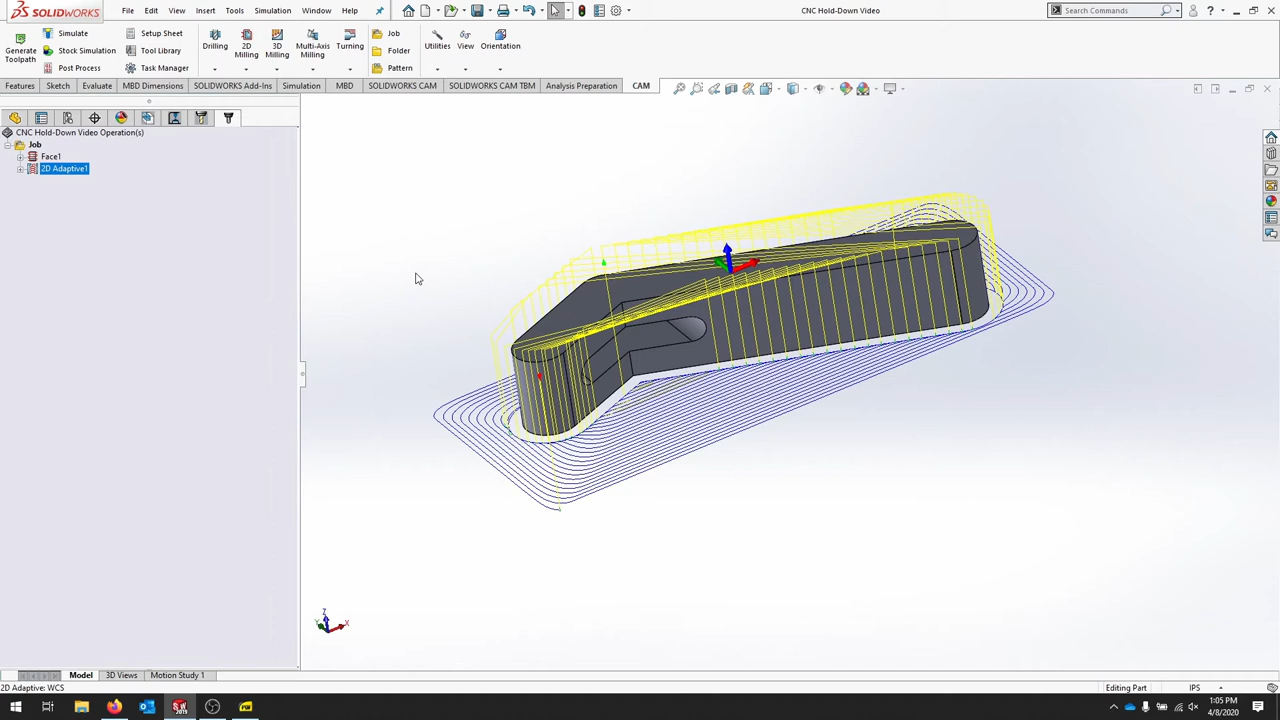 SOLIDWORKS File Edit View Insert Tools Simulation Window Help CNC Hold-Down Video Search Commands ?
Generate Toolpath
Simulate
Stock Simulation
Post Process
Setup Sheet
Tool Library
Task Manager
Drilling
2D Milling
3D Milling
Multi-Axis Milling
Turning
Job
Folder
Pattern
Utilities
View
Orientation
Features Sketch Evaluate MBD Dimensions SOLIDWORKS Add-Ins Simulation MBD SOLIDWORKS CAM SOLIDWORKS CAM TBM Analysis Preparation CAM
CNC Hold-Down Video Operation(s)
Job
Face1
2D Adaptive1
Z
Y X
Model 3D Views Motion Study 1
2D Adaptive: WCS Editing Part IPS
1:05 PM
4/8/2020